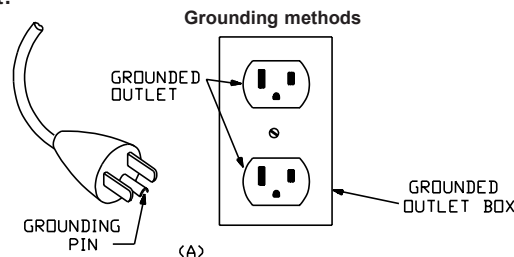 Grounding methods
GROUNDED
OUTLET
GROUNDED
OUTLET BOX
GROUNDING
PIN
(A)